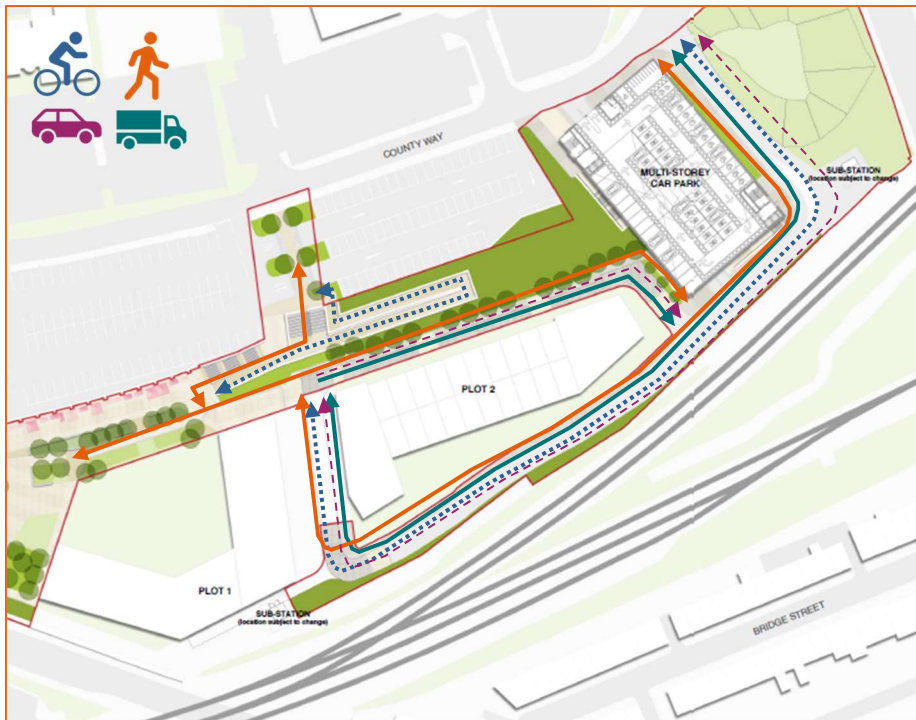 COUNTY WAY
MULTI-STOREY
CAR PARK
SUB-STATION
(location subject to change)
PLOT 2
PLOT 1
SUB-STATION
(location subject to change)
BRIDGE STREET